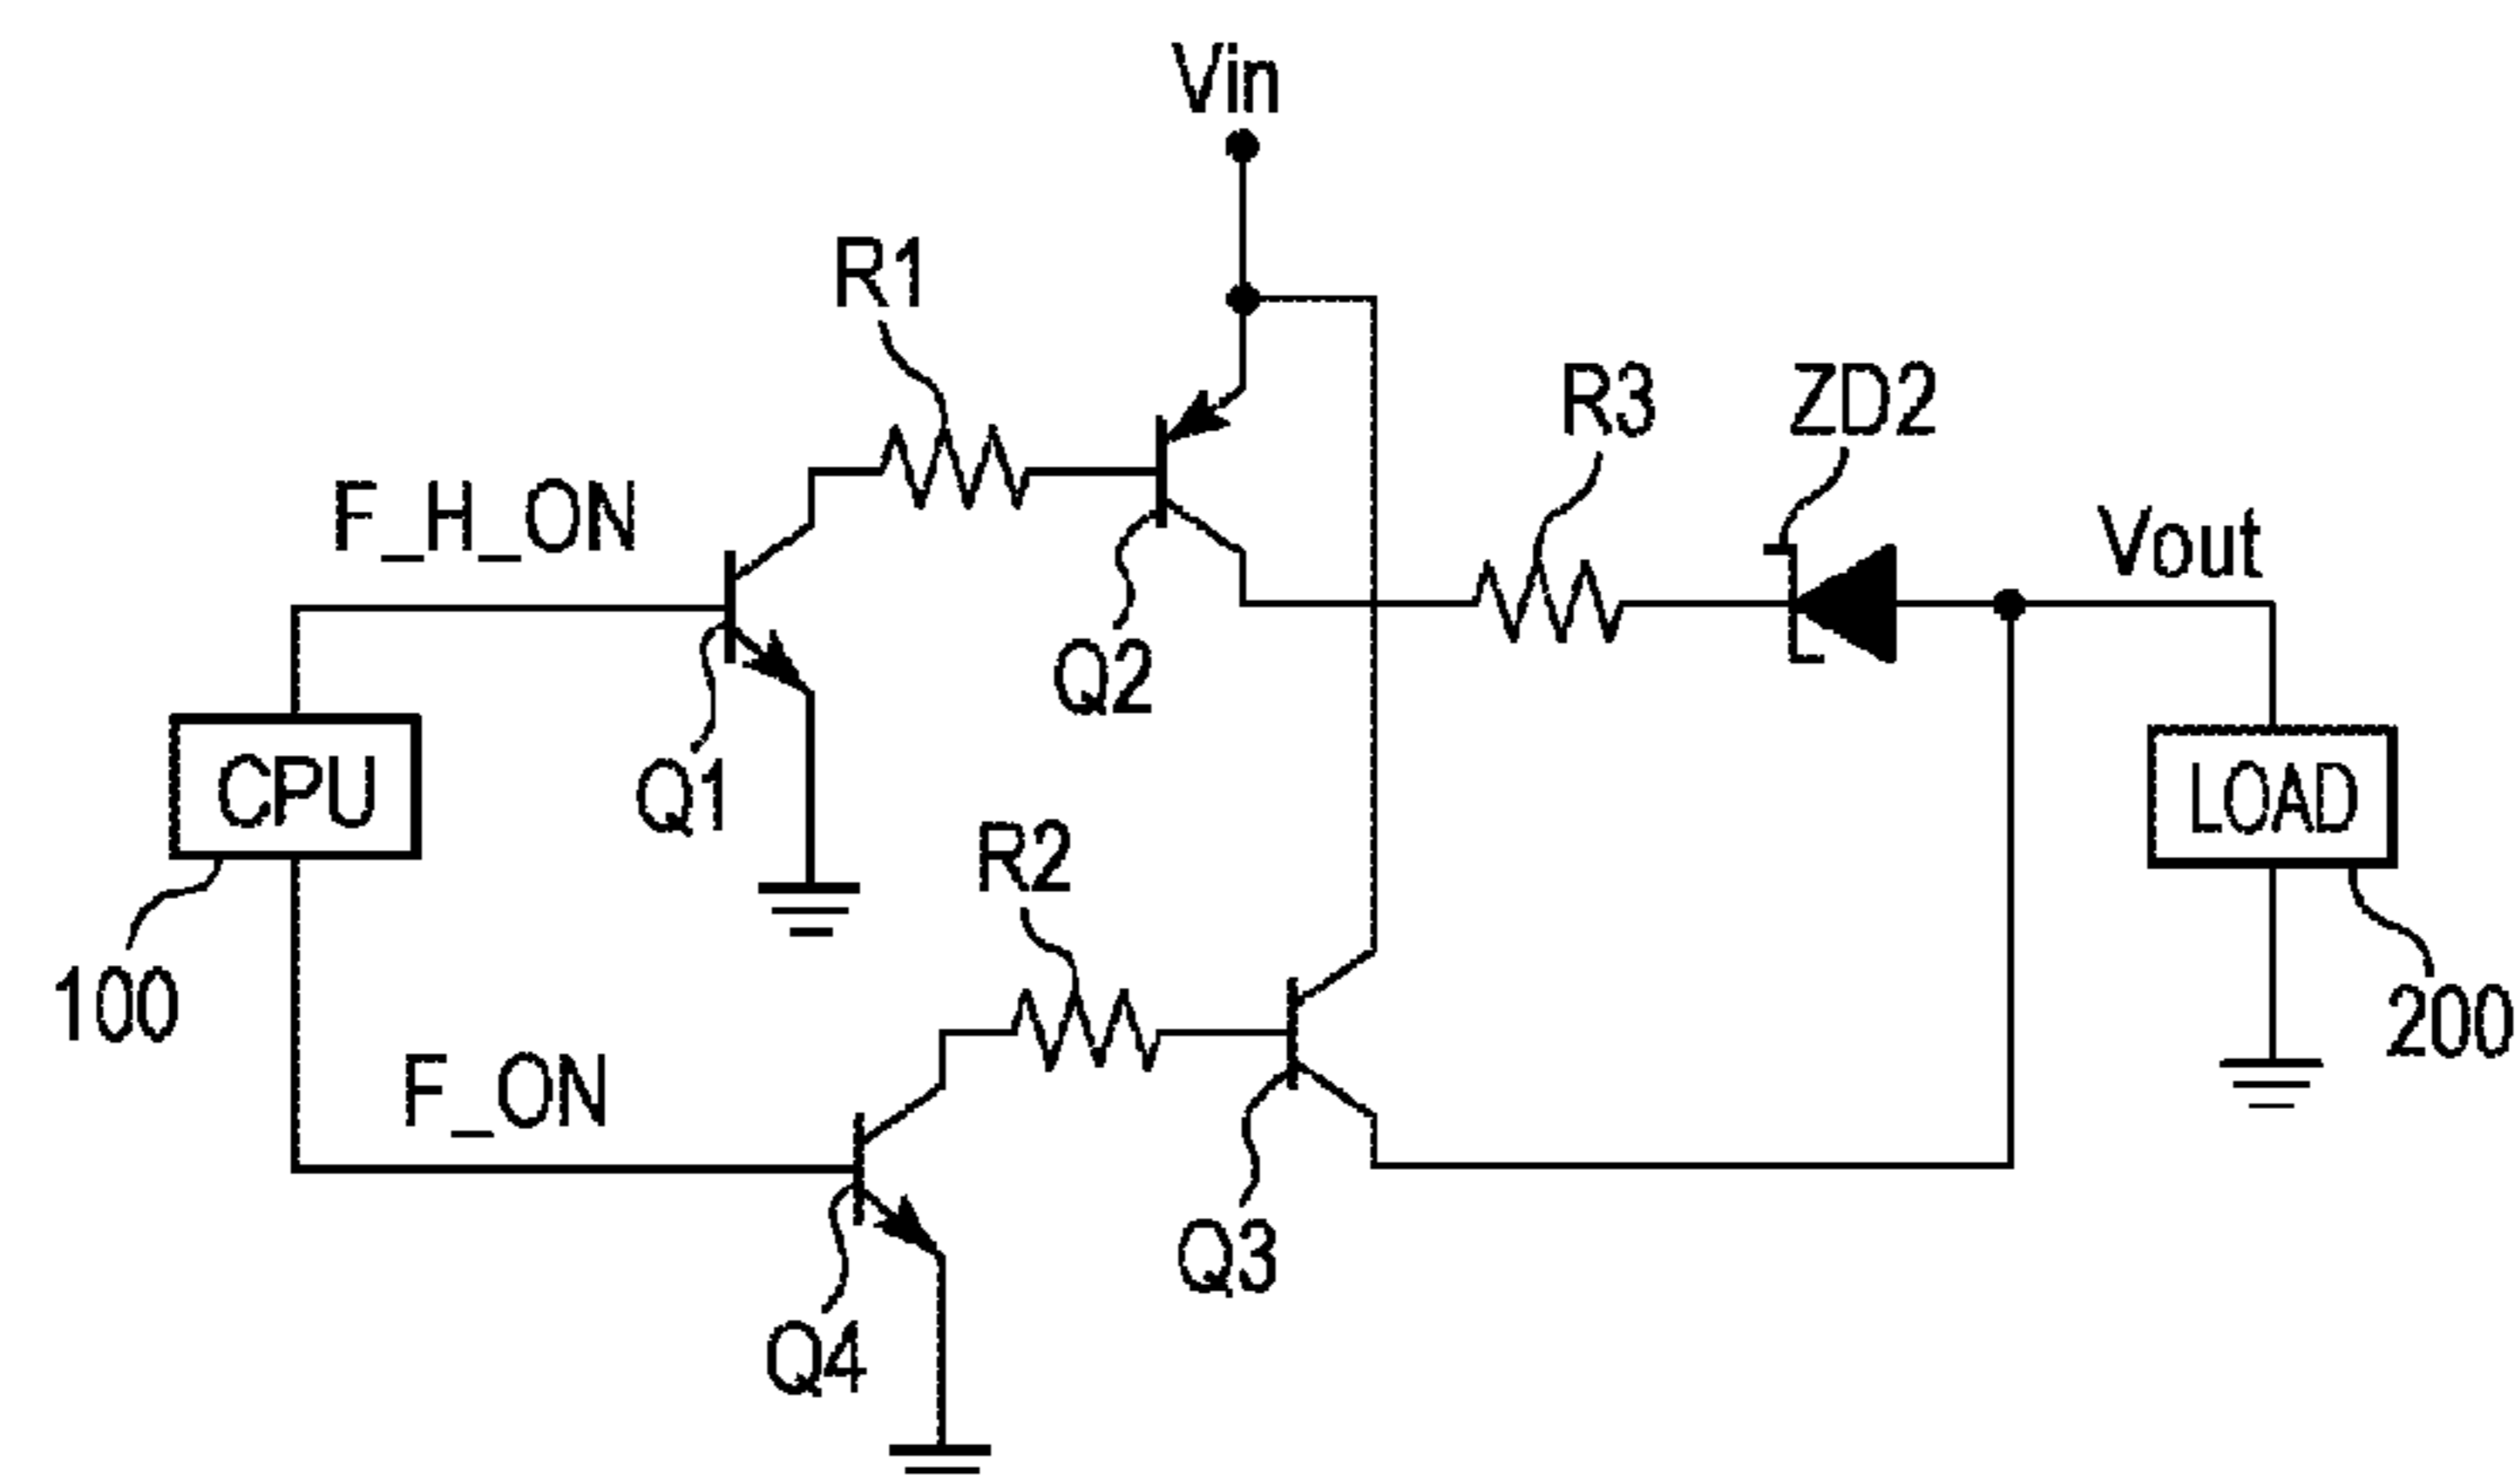 Vin
R1
R3
ZD2
F_H_ON
Vout
Q2
CPU
Q1
LOAD
R2
100
200
F_ON
Q3
Q4